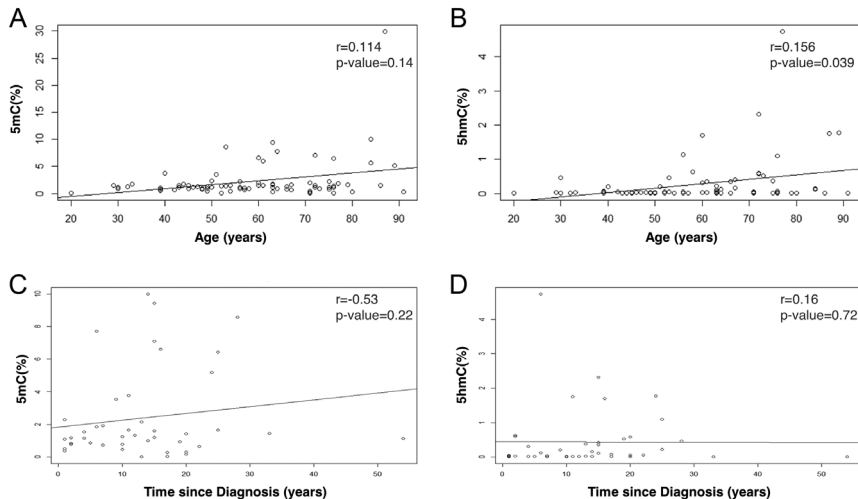 A
r=0.114
p-value=0.14
5mC(%)
30
25
20
15
10
5
0
20 30 40 50 60 70 80 90
Age (years)
B
r=0.156
p-value=0.039
5hmC(%)
4
2
0
20 30 40 50 60 70 80 90
Age (years)
C
r=-0.53
p-value=0.22
5mC(%)
10
8
6
4
2
0
0 10 20 30 40 50
Time since Diagnosis (years)
D
r=0.16
p-value=0.72
5hmC(%)
4
3
2
1
0
0 10 20 30 40 50
Time since Diagnosis (years)